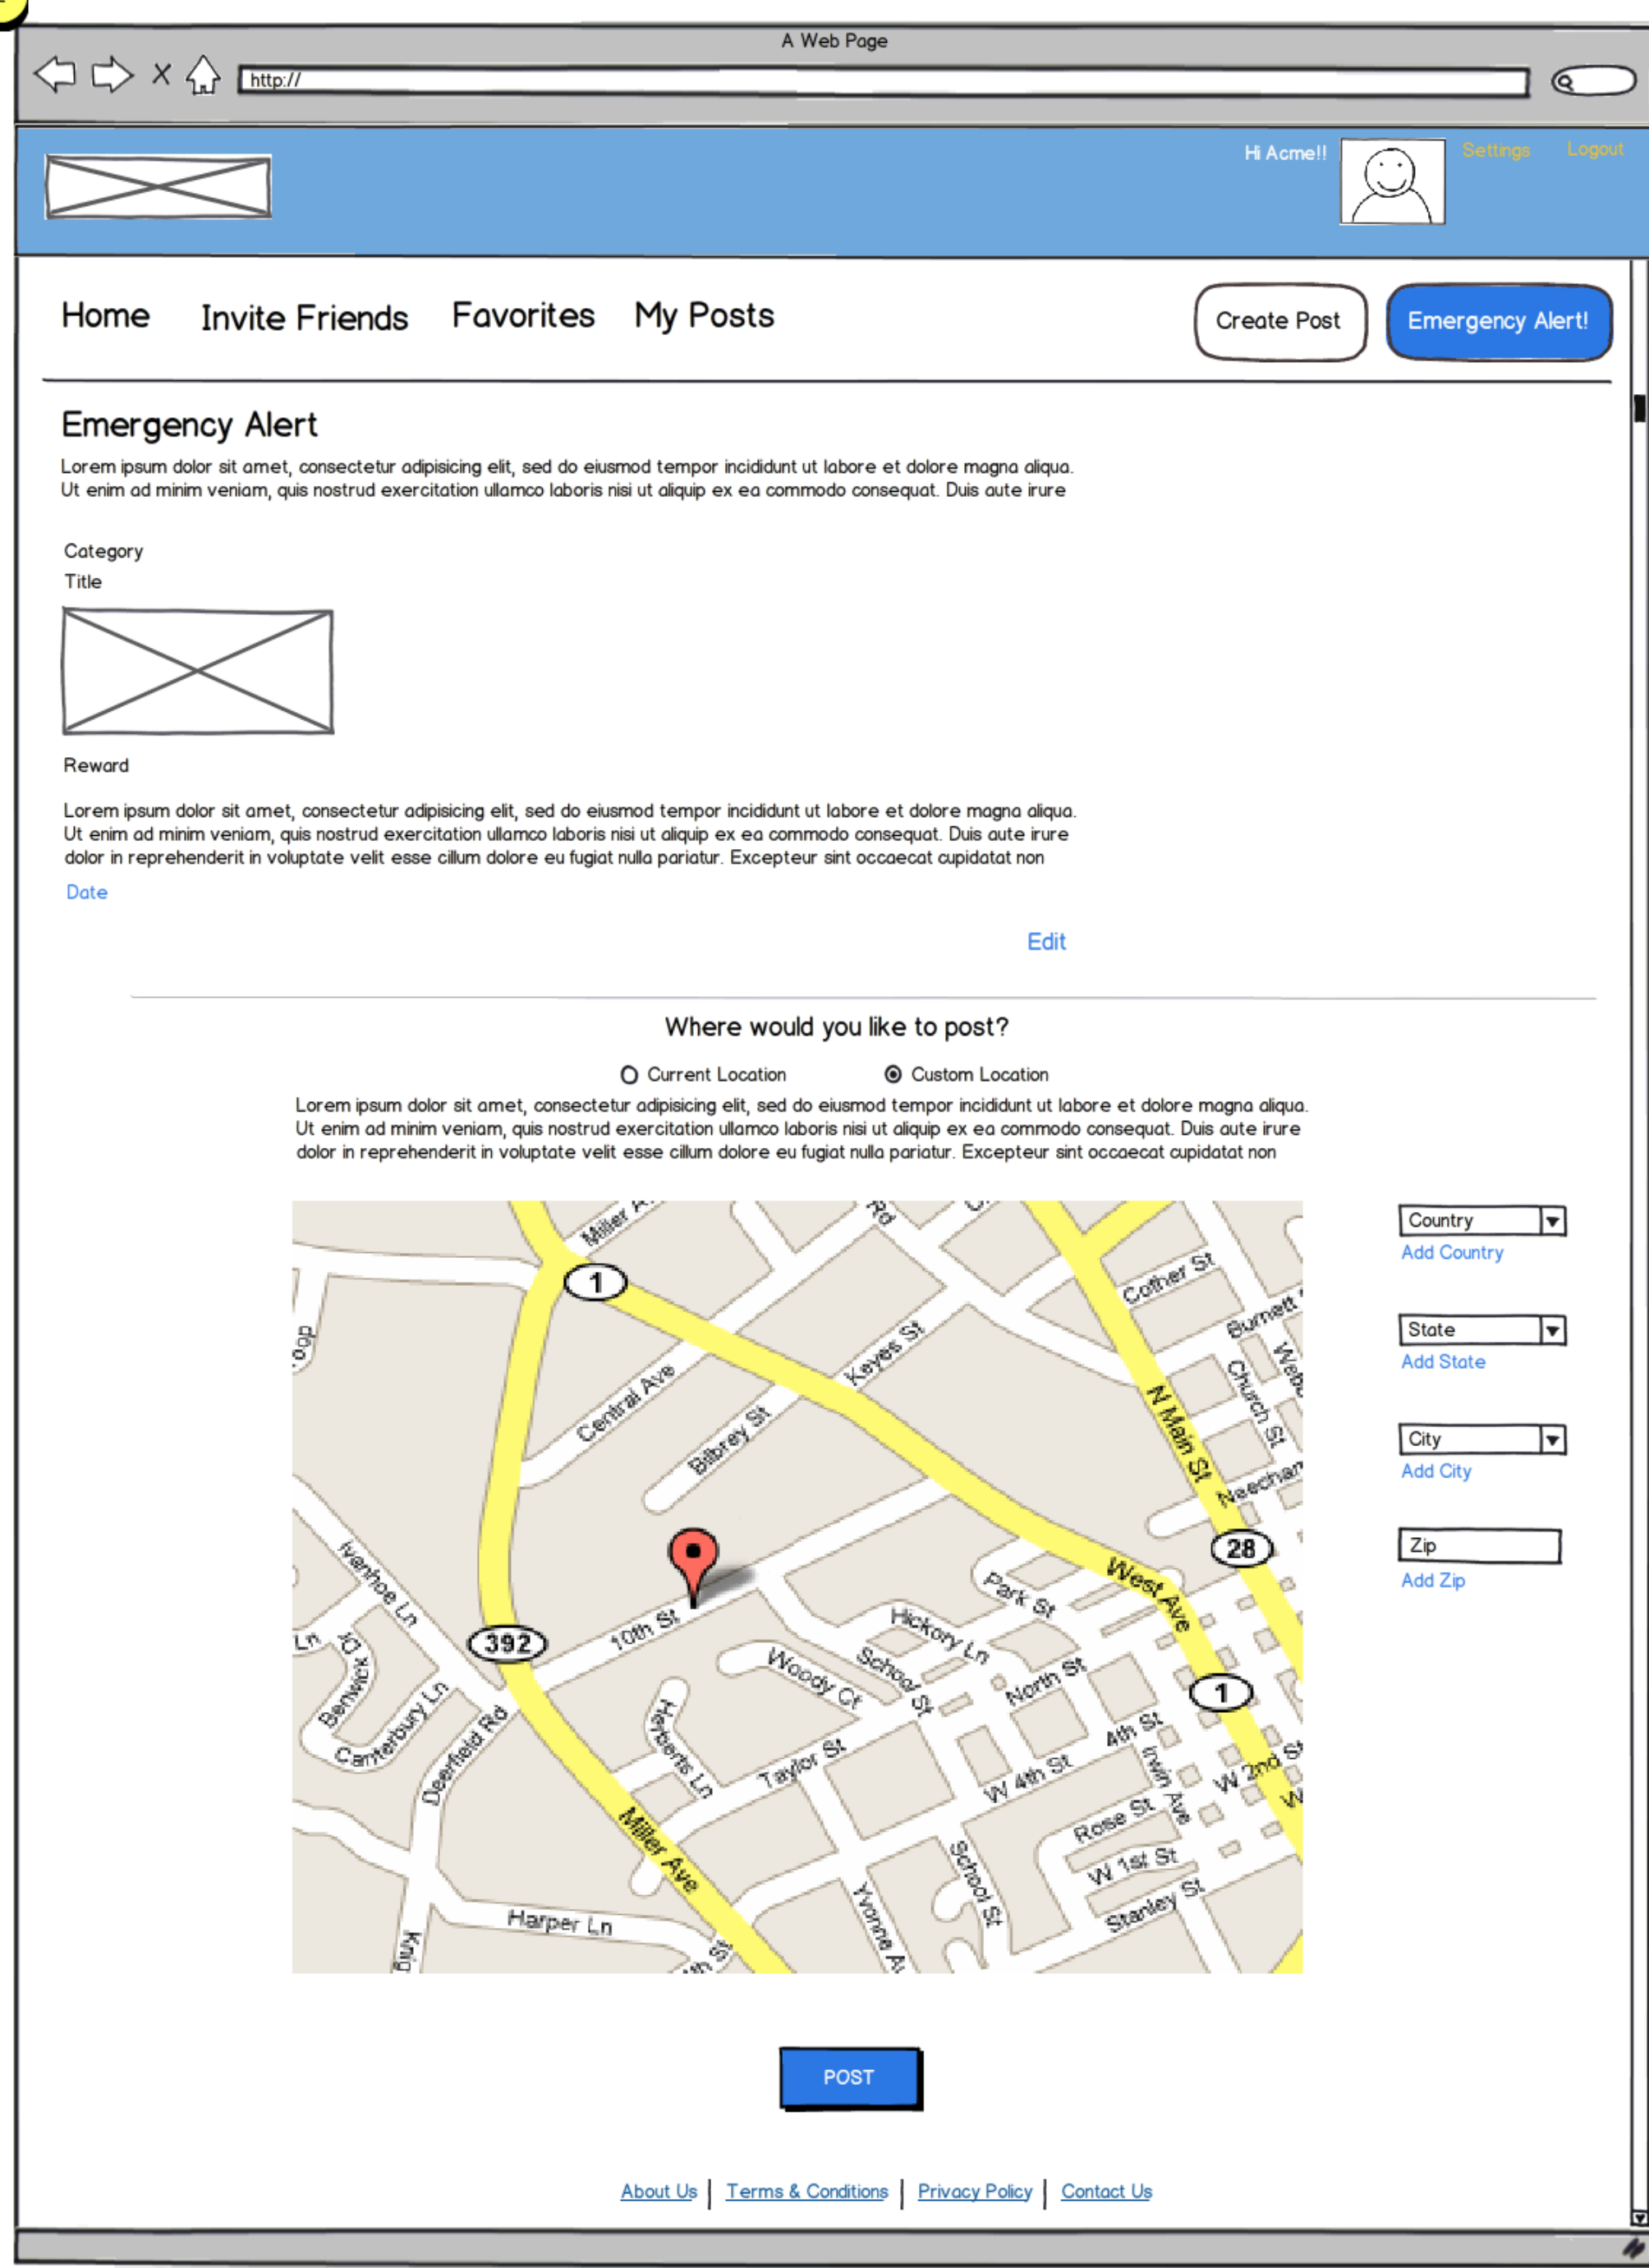 A Web Page
http://
Hi Acme!!
Settings
Logout
Home
Invite Friends
Favorites
My Posts
Create Post
Emergency Alert!
Emergency Alert
Lorem ipsum dolor sit amet, consectetur adipisicing elit, sed do eiusmod tempor incididunt ut labore et dolore magna aliqua.
Ut enim ad minim veniam, quis nostrud exercitation ullamco laboris nisi ut aliquip ex ea commodo consequat. Duis aute irure
Category
Title
Reward
Lorem ipsum dolor sit amet, consectetur adipisicing elit, sed do eiusmod tempor incididunt ut labore et dolore magna aliqua.
Ut enim ad minim veniam, quis nostrud exercitation ullamco laboris nisi ut aliquip ex ea commodo consequat. Duis aute irure
dolor in reprehenderit in voluptate velit esse cillum dolore eu fugiat nulla pariatur. Excepteur sint occaecat cupidatat non
Date
Edit
Where would you like to post?
Current Location
Custom Location
Lorem ipsum dolor sit amet, consectetur adipisicing elit, sed do eiusmod tempor incididunt ut labore et dolore magna aliqua.
Ut enim ad minim veniam, quis nostrud exercitation ullamco laboris nisi ut aliquip ex ea commodo consequat. Duis aute irure
dolor in reprehenderit in voluptate velit esse cillum dolore eu fugiat nulla pariatur. Excepteur sint occaecat cupidatat non
Miller
Rd
1
Cother St
Burnett
Keyes St
Central Ave
Bilbrey St
Church St
N Main St
28
West Ave
Park St
Ivanhoe Ln
392
10th St
Hickory Ln
School St
Woody Ct
North St
1
Ln
Berwick
Canterbury Ln
Deerfield Rd
Herberts Ln
Taylor St
4th St
W 4th St
Irwin Ave
W 2nd St
W
Rose St
W 1st St
Stanley St
School St
Miller Ave
Harper Ln
Yvonne
Country
Add Country
State
Add State
City
Add City
Zip
Add Zip
POST
About Us | Terms & Conditions | Privacy Policy | Contact Us